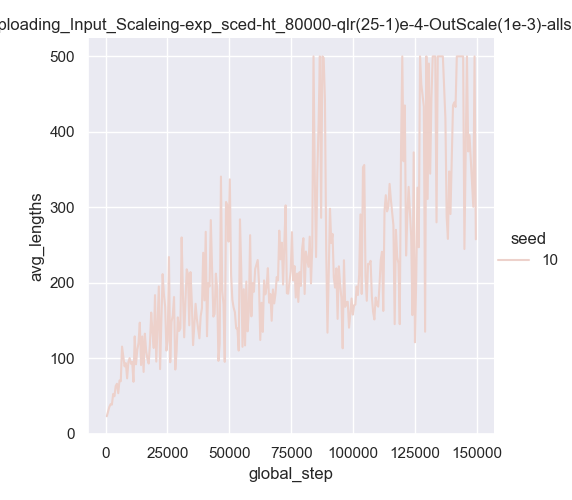 ploading_Input_Scaleing-exp_sced-ht_80000-qlr(25-1)e-4-OutScale(1e-3)-alls
500
400
300
200
100
0
avg_lengths
0 25000 50000 75000 100000 125000 150000
global_step
seed
10